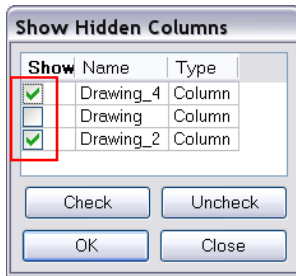 Show Hidden Columns
Show Name Type
Drawing_4 Column
Drawing Column
Drawing_2 Column
Check Uncheck
OK Close